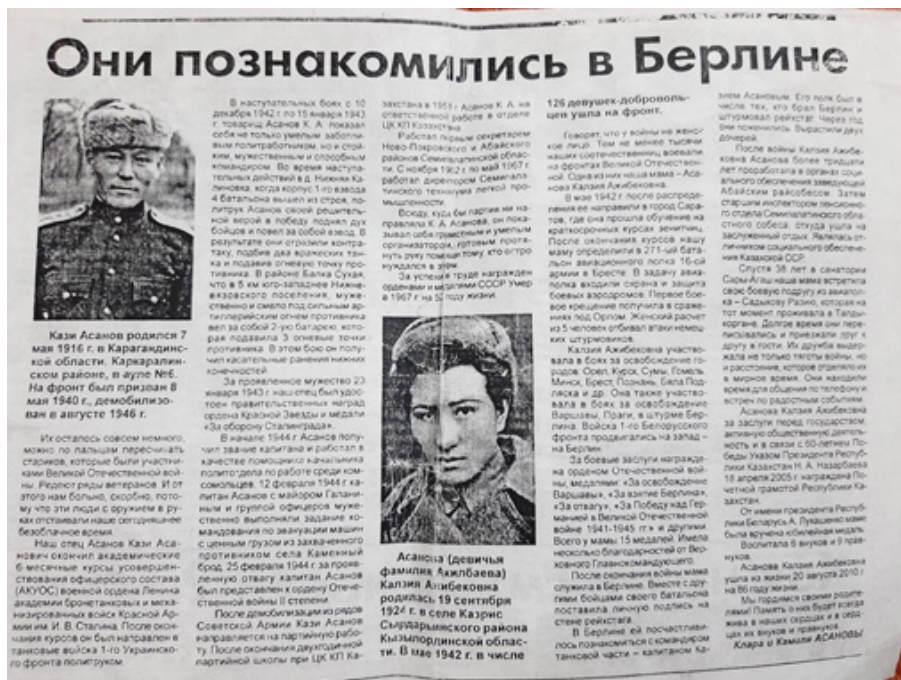 Они познакомились в Берлине
Кази Асанов родился 7
мая 1916 г. в Карагандин-
ской области, Каркаралин-
ском районе, в ауле №6.
На фронт был призван 8
мая 1940 г., демобилизо-
ван в августе 1946 г.
Их осталось совсем немного,
можно по пальцам пересчитать
стариков, которые были участни-
ками Великой Отечественной вой-
ны. Редеют ряды ветеранов. И от
этого нам больно, скорбно, пото-
му что эти люди с оружием в ру-
ках отстаивали наше сегодняшнее
безоблачное время.
Наш отец Асанов Кази Аса-
нович окончил академические
6-месячные курсы усовершен-
ствования офицерского состава
(АКУОС) военной ордена Ленина
академии бронетанковых и меха-
низированных войск Красной Ар-
мии им. И. В. Сталина. После окон-
чания курсов он был направлен в
танковые войска 1-го Украинско-
го фронта политруком.
В наступательных боях с 10
декабря 1942 г. по 15 января 1943
г. товарищ Асанов К. А. показал
себя не только умелым заботли-
вым политработником, но и стой-
ким, мужественным и способным
командиром. Во время наступа-
тельных действий в д. Нижняя Ка-
линовка, когда корпус 1-го взвода
4 батальона вышел из строя, по-
литрук Асанов своей решитель-
ной верой в победу поднял дух
бойцов и повел за собой взвод. В
результате они отразили контра-
таку, подбив два вражеских тан-
ка и подавив огневую точку про-
тивника. В районе Балка Сухая,
что в 5 км юго-западнее Нижне-
вязовского поселения, муже-
ственно и смело под сильным ар-
тиллерийским огнем противника
вел за собой 2-ую батарею, кото-
рая подавила 3 огневые точки
противника. В этом бою он полу-
чил касательные ранения нижних
конечностей.
За проявленное мужество 23
января 1943 г. наш отец был удос-
тоен правительственных наград
ордена Красной Звезды и медали
«За оборону Сталинграда».
В начале 1944 г. Асанов полу-
чил звание капитана и работал в
качестве помощника начальника
политотдела по работе среди ком-
сомольцев. 12 февраля 1944 г. ка-
питан Асанов с майором Галани-
ным и группой офицеров муже-
ственно выполняли задание ко-
мандования по эвакуации машин
с ценным грузом из захваченного
противником села Каменный
брод. 25 февраля 1944 г. за прояв-
ленную отвагу капитан Асанов
был представлен к ордену Отече-
ственной войны II степени.
После демобилизации из рядов
Советской Армии Кази Асанов
направляется на партийную рабо-
ту. После окончания двухгодичной
партийной школы при ЦК КП Ка-
захстана в г. Асанов К. А. на
ответственной работе в отделе
ЦК КП Казахстана.
Работал первым секретарем
Ново-Покровского и Абайского
районов Семипалатинской облас-
ти. С ноября 1962 г. по май 1967 г.
работал директором Семипала-
тинского техникума легкой про-
мышленности.
Всюду, куда бы партия ни на-
правляла К. А. Асанова, он пока-
зывал себя грамотным и умелым
организатором, готовым протя-
нуть руку помощи тому, кто остро
нуждался в этом.
За успехи в труде награжден
орденами и медалями СССР. Умер
в 1967 г. на 52 году жизни.
Асанова (девичья
фамилия Акилбаева)
Калзия Ажибековна
родилась 19 сентября
1924 г. в селе Казрис
Сырдарьинского района
Кызылординской облас-
ти. В мае 1942 г. в числе
126 девушек-доброволь-
цев ушла на фронт.
Говорят, что у войны не женс-
кое лицо. Тем не менее тысячи
наших соотечественниц воевали
на фронтах Великой Отечествен-
ной. Одна из них наша мама – Аса-
нова Калзия Ажибековна.
В мае 1942 г. после распреде-
ления ее направили в город Сара-
тов, где она прошла обучение на
краткосрочных курсах зенитчиц.
После окончания курсов нашу
маму определили в 271-ой баталь-
он авиационного полка 16-ой
армии в Бресте. В задачу авиа-
полка входили охрана и защита
боевых аэродромов. Первое бое-
вое крещение получила в сраже-
ниях под Орлом. Женский расчет
из 5 человек отбивал атаки немец-
ких штурмовиков.
Калзия Ажибековна участвова-
ла в боях за освобождение го-
родов: Орел, Курск, Сумы, Гомель,
Минск, Брест, Познань, Бяла Под-
ляска и др. Она также участво-
вала в боях за освобождение
Варшавы, Праги, в штурме Бер-
лина. Войска 1-го Белорусского
фронта продвигались на запад –
на Берлин.
За боевые заслуги награжде-
на орденом Отечественной вой-
ны, медалями: «За освобождение
Варшавы», «За взятие Берлина»,
«За отвагу», «За Победу над Гер-
манией в Великой Отечественной
войне 1941-1945 гг.» и другими.
Всего у мамы 15 медалей. Имела
несколько благодарностей от Вер-
ховного Главнокомандующего.
После окончания войны мама
служила в Берлине. Вместе с дру-
гими бойцами своего батальона
поставила личную подпись на
стене рейхстага.
В Берлине ей посчастливи-
лось познакомиться с командиром
танковой части – капитаном Ка-
зием Асановым. Его полк был в
числе тех, кто брал Берлин и
штурмовал рейхстаг. Через год
они поженились. Вырастили двух
дочерей.
После войны Калзия Ажибе-
ковна Асанова более тридцати
лет проработала в органах соци-
ального обеспечения заведующей
Абайским райсобесом. Затем
старшим инспектором пенсион-
ного отдела Семипалатинского обла-
стного собеса, откуда ушла на
заслуженный отдых. Являлась от-
личником социального обеспече-
ния Казахской ССР.
Спустя 38 лет в санатории
Сары-Агаш наша мама встретила
свою боевую подругу из авиапол-
ка – Садыкову Разию, которая на
тот момент проживала в Талды-
коргане. Долгое время они пере-
писывались и приезжали друг к
другу в гости. Их дружба выдер-
жала не только тяготы войны, но
и расстояние, которое отделяло их
в мирное время. Они находили
время для общения по телефону и
встреч по радостным событиям.
Асанова Калзия Ажибековна
за заслуги перед государством,
активную общественную деятель-
ность и в связи с 60-летием По-
беды Указом Президента Респуб-
лики Казахстан Н. А. Назарбаева
18 апреля 2005 г. награждена По-
четной грамотой Республики Ка-
захстан.
От имени президента Респуб-
лики Беларусь А. Лукашенко маме
была вручена юбилейная медаль.
Воспитала 6 внуков и 9 прав-
нуков.
Асанова Калзия Ажибековна
ушла из жизни 20 августа 2010 г.
на 86 году жизни.
Мы гордимся своими родите-
лями! Память о них будет всегда
жива в наших сердцах и в серд-
цах их внуков и правнуков.
Клара и Камали АСАНОВЫ